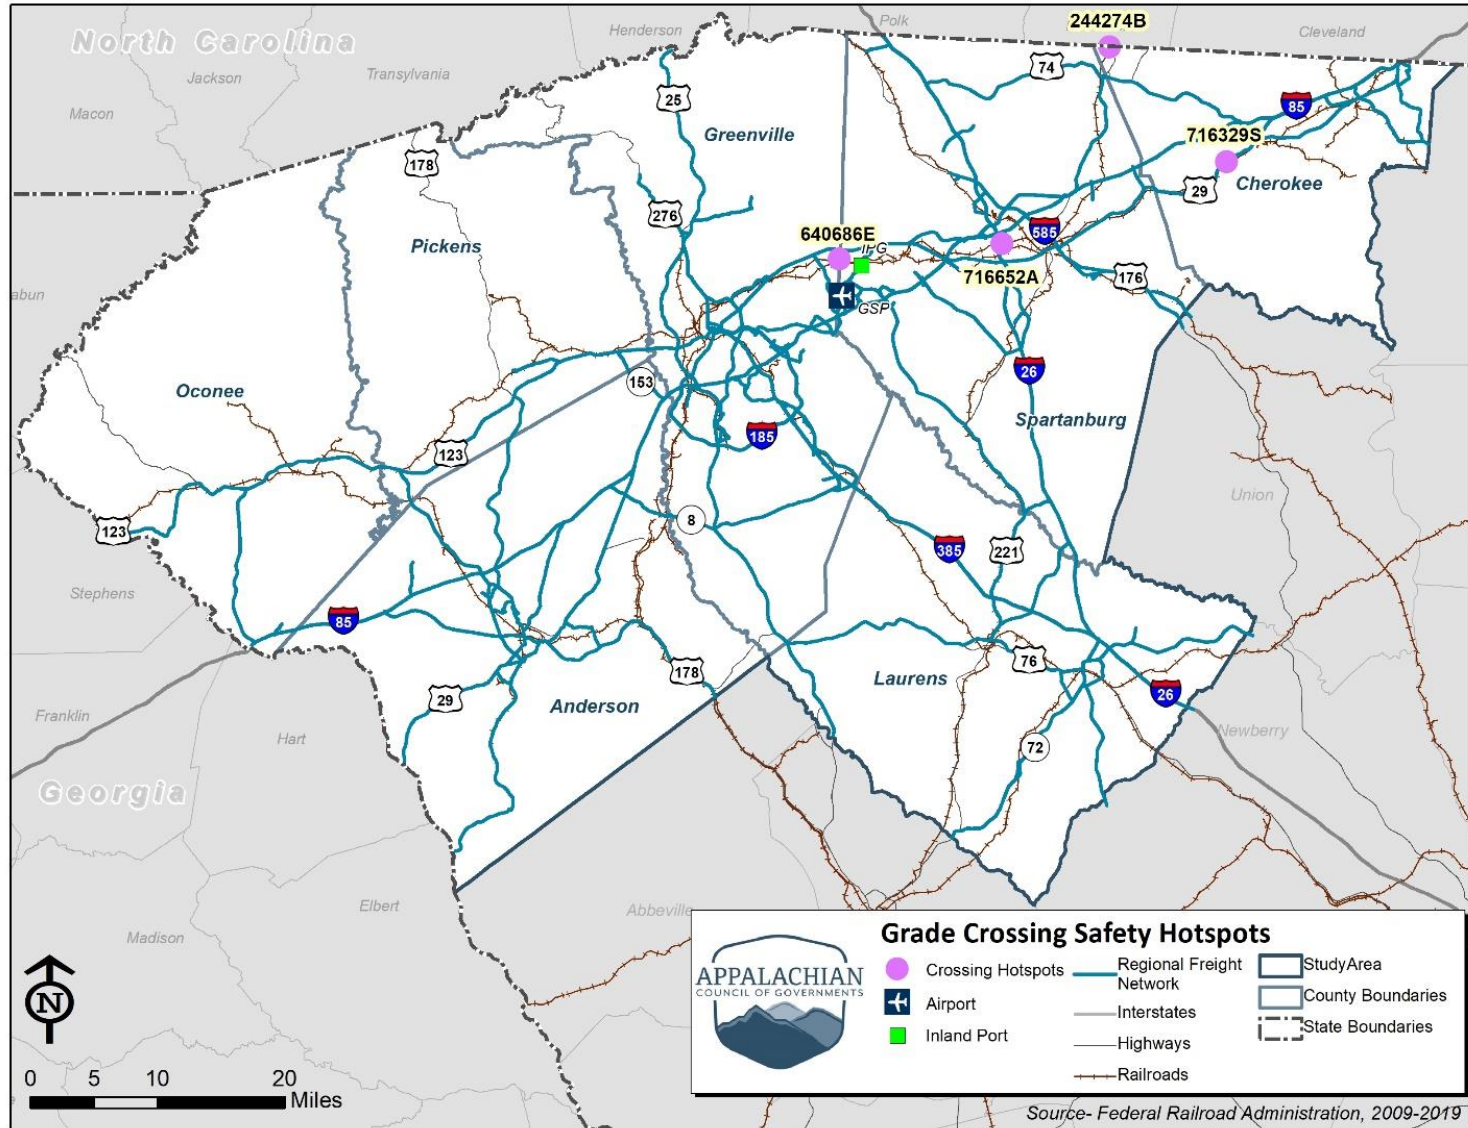 244274B
Polk
Henderson
Cleveland
North Carolina
Jackson
Transylvania
Macon
74
25
85
Greenville
716329S
178
29
Cherokee
276
585
Pickens
640686E
IPG
716652A
176
abun
GSP
26
153
Oconee
Spartanburg
185
123
Union
8
123
385
221
Stephens
85
76
Laurens
178
26
29
Anderson
Franklin
Hart
Newberry
72
Georgia
Elbert
Abbeville
Madison
N
0 5 10 20
Miles
APPALACHIAN
COUNCIL OF GOVERNMENTS
Grade Crossing Safety Hotspots
Crossing Hotspots
Airport
Inland Port
Regional Freight
Network
Interstates
Highways
Railroads
StudyArea
County Boundaries
State Boundaries
Source- Federal Railroad Administration, 2009-2019